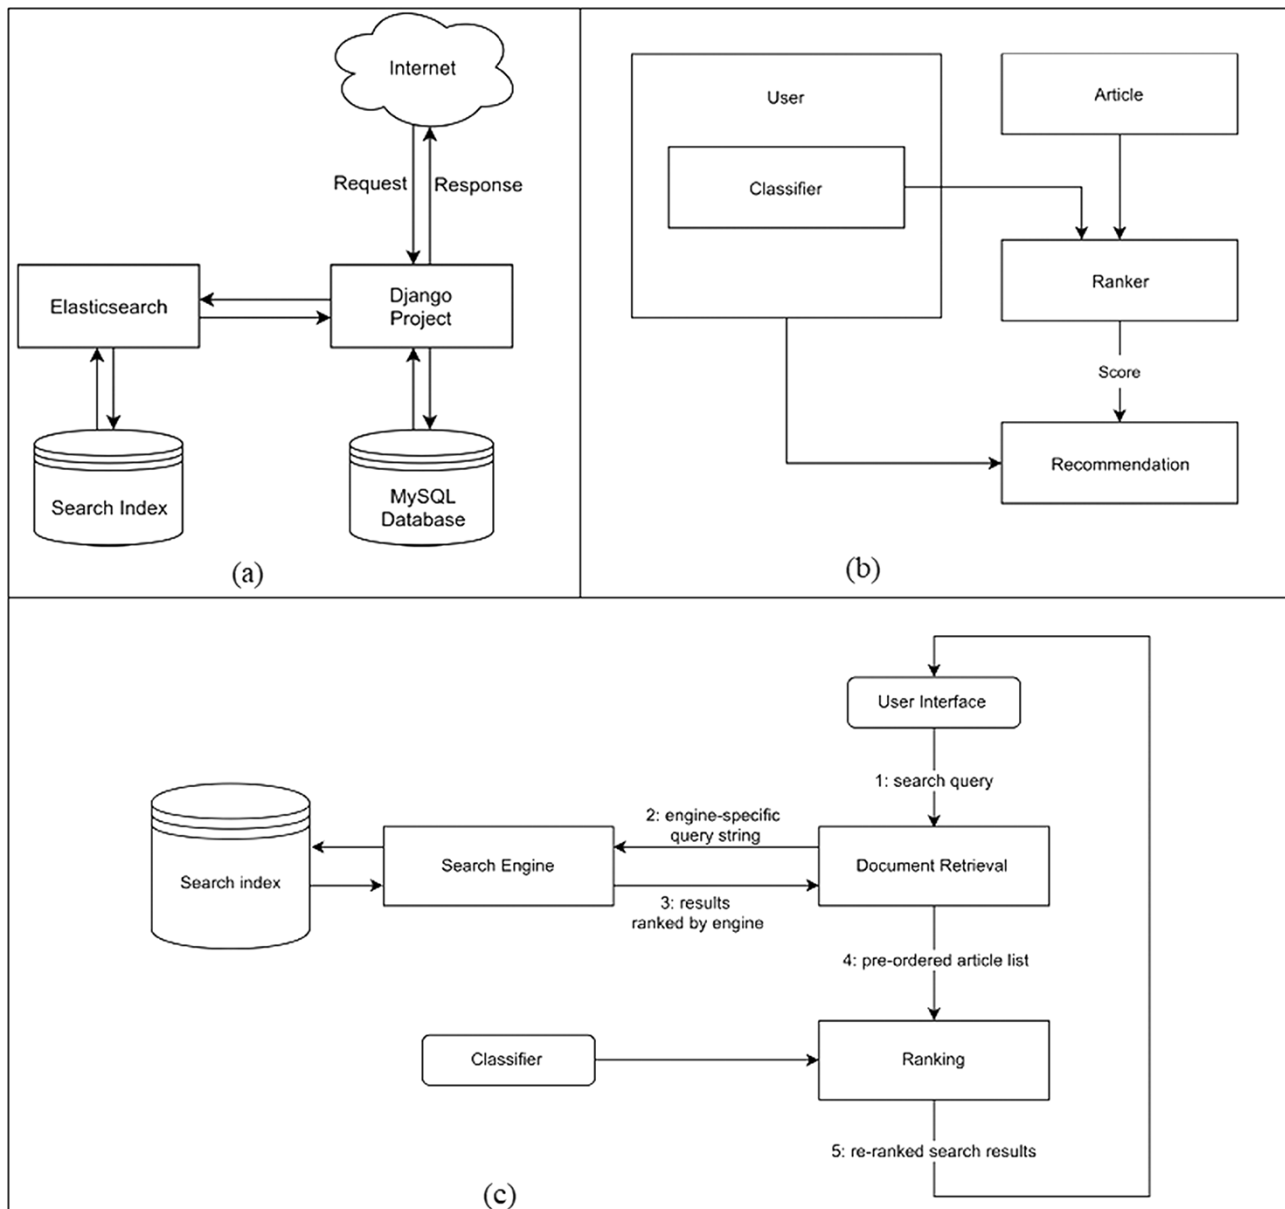 Internet
Request
Response
Elasticsearch
Django
Project
Search Index
MySQL
Database
(a)
User
Classifier
Article
Ranker
Score
Recommendation
(b)
User Interface
1: search query
2: engine-specific
query string
Search index
Search Engine
Document Retrieval
3: results
ranked by engine
4: pre-ordered article list
Classifier
Ranking
5: re-ranked search results
(c)